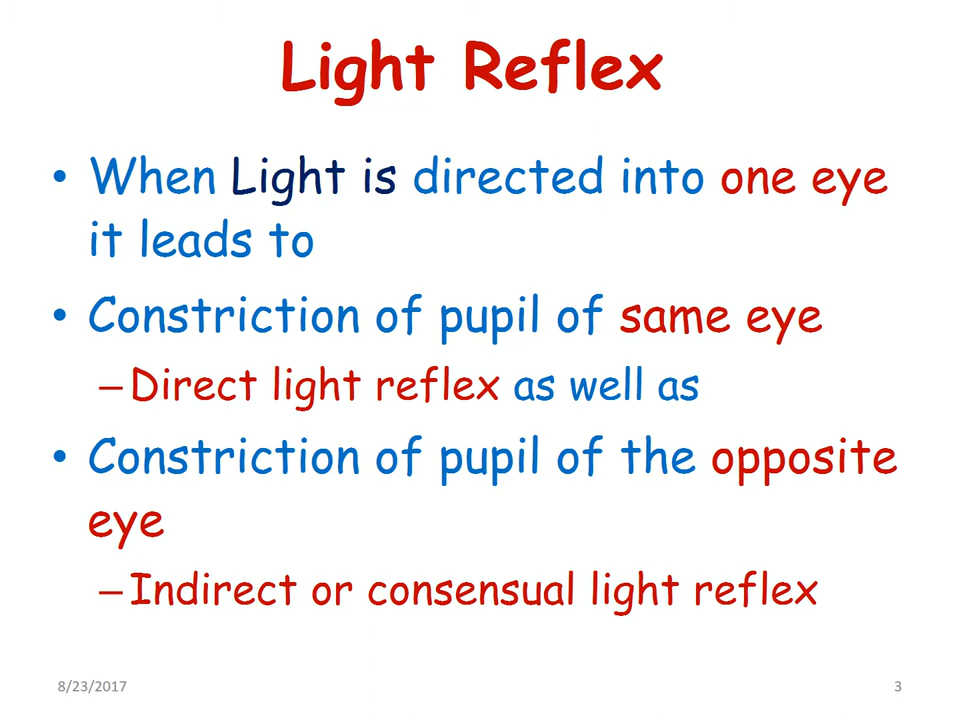 Light Reflex
• When Light is directed into one eye
it leads to
• Constriction of pupil of same eye
– Direct light reflex as well as
• Constriction of pupil of the opposite
eye
– Indirect or consensual light reflex
8/23/2017 3